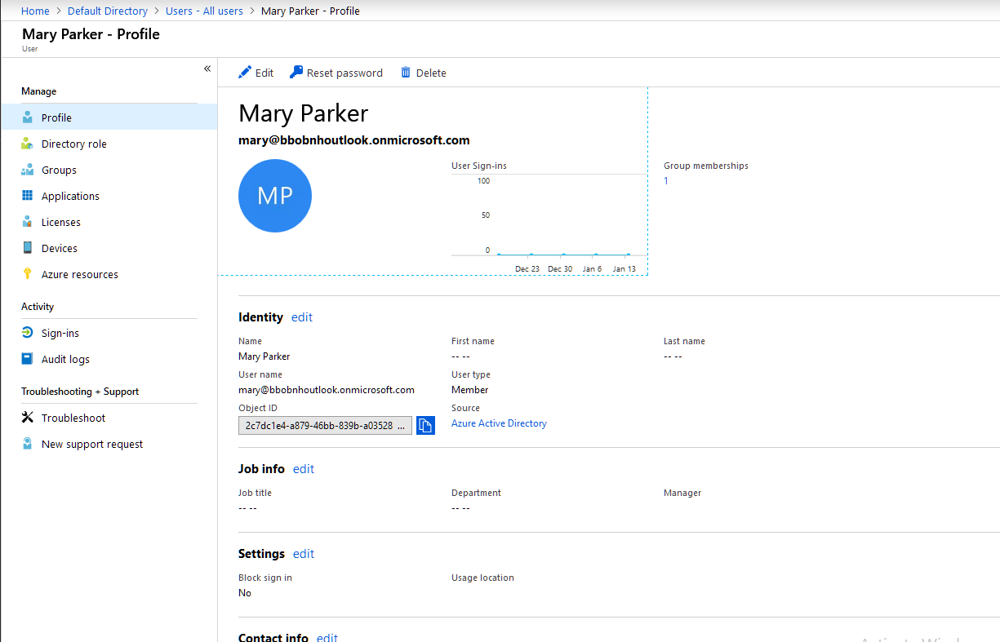 Home > Default Directory > Users - All users > Mary Parker - Profile
Mary Parker - Profile
User
«
Manage
Profile
Directory role
Groups
Applications
Licenses
Devices
Azure resources
Activity
Sign-ins
Audit logs
Troubleshooting + Support
Troubleshoot
New support request
Edit Reset password Delete
Mary Parker
mary@bbobnhoutlook.onmicrosoft.com
MP
User Sign-ins
100
50
0
Dec 23 Dec 30 Jan 6 Jan 13
Group memberships
1
Identity edit
Name First name Last name
Mary Parker -- -- -- --
User name User type
mary@bbobnhoutlook.onmicrosoft.com Member
Object ID Source
2c7dc1e4-a879-46bb-839b-a03528 ... Azure Active Directory
Job info edit
Job title Department Manager
-- -- -- --
Settings edit
Block sign in Usage location
No
Contact info edit